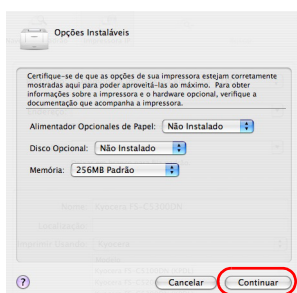 Opções Instaláveis
Certifique-se de que as opções de sua impressora estejam corretamente
mostradas aqui para poder aproveitá-las ao máximo. Para obter
informações sobre a impressora e o hardware opcional, verifique a
documentação que acompanha a impressora.
Alimentador Opcionales de Papel: Não Instalado
Disco Opcional: Não Instalado
Memória: 256MB Padrão
? Cancelar Continuar